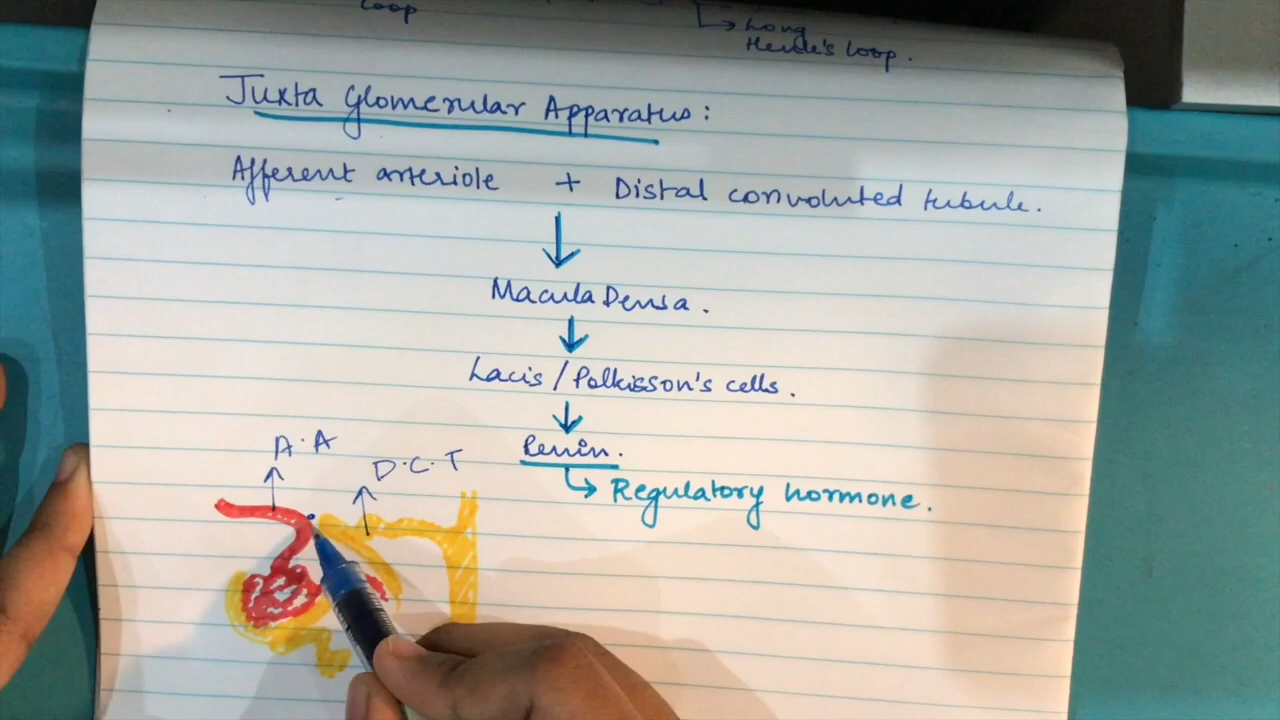 loop
Long
Henle's loop.
Juxta Glomerular Apparatus:
Afferent arteriole + Distal convoluted tubule.
Macula Densa.
Lacis / Polkisson's cells.
Renin.
Regulatory hormone.
A.A
D.C.T